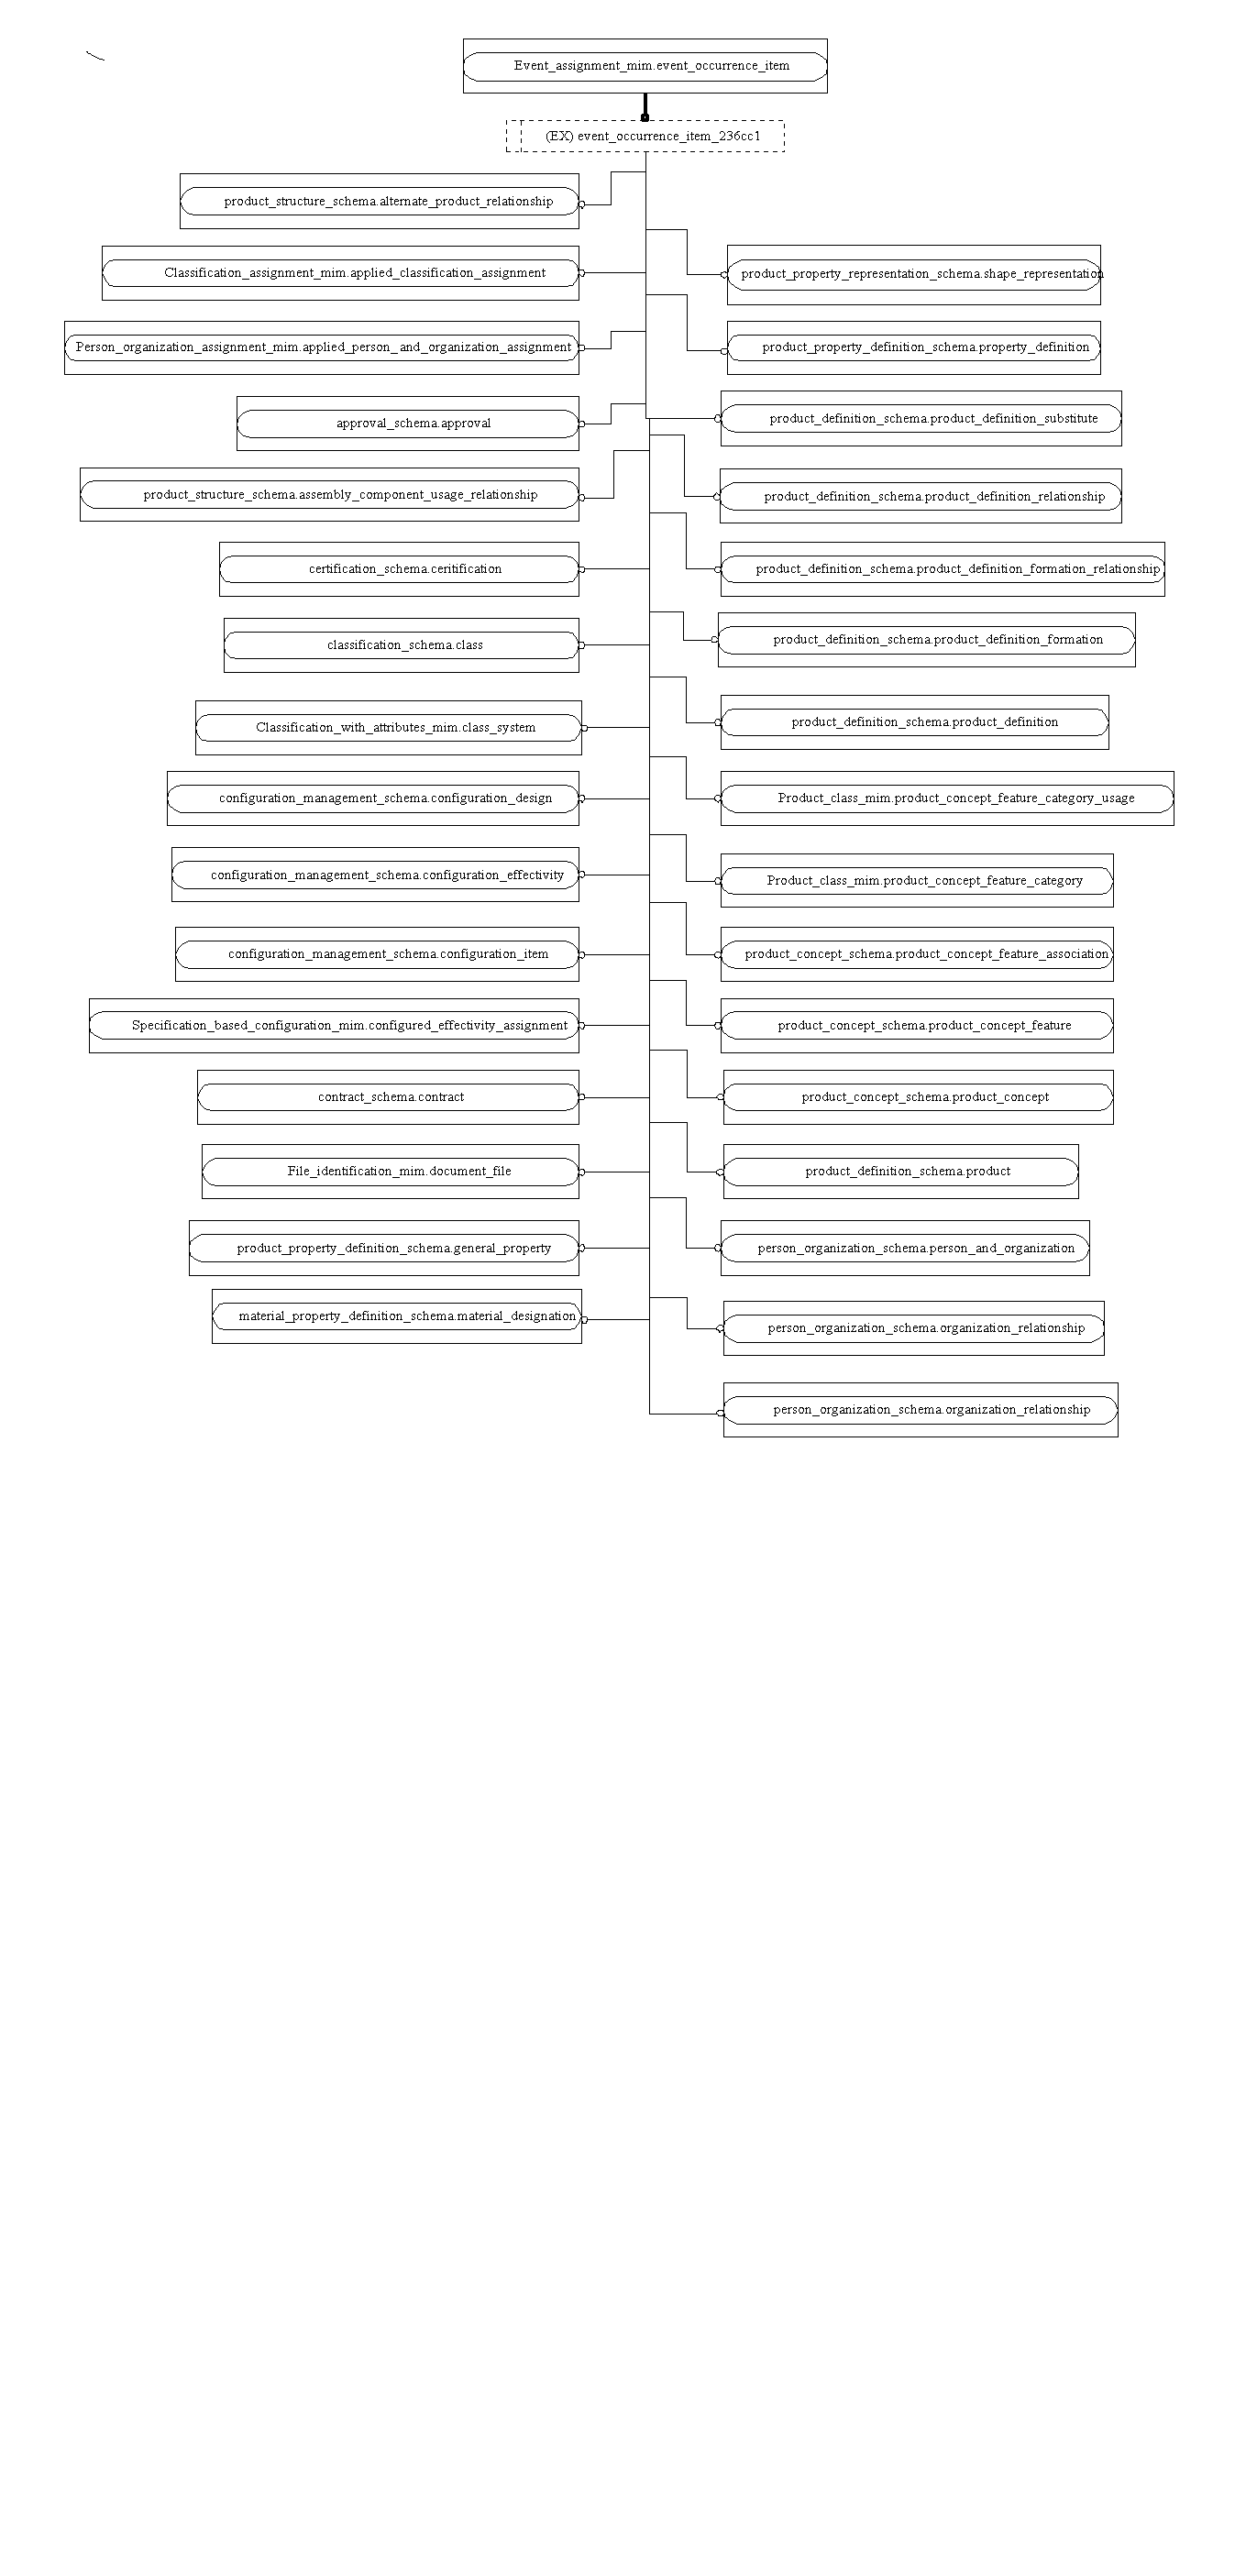 Event_assignment_mim.event_occurrence_item
(EX) event_occurrence_item_236cc1
product_structure_schema.alternate_product_relationship
Classification_assignment_mim.applied_classification_assignment
Person_organization_assignment_mim.applied_person_and_organization_assignment
approval_schema.approval
product_structure_schema.assembly_component_usage_relationship
certification_schema.ceritification
classification_schema.class
Classification_with_attributes_mim.class_system
configuration_management_schema.configuration_design
configuration_management_schema.configuration_effectivity
configuration_management_schema.configuration_item
Specification_based_configuration_mim.configured_effectivity_assignment
contract_schema.contract
File_identification_mim.document_file
product_property_definition_schema.general_property
material_property_definition_schema.material_designation
product_property_representation_schema.shape_representation
product_property_definition_schema.property_definition
product_definition_schema.product_definition_substitute
product_definition_schema.product_definition_relationship
product_definition_schema.product_definition_formation_relationship
product_definition_schema.product_definition_formation
product_definition_schema.product_definition
Product_class_mim.product_concept_feature_category_usage
Product_class_mim.product_concept_feature_category
product_concept_schema.product_concept_feature_association
product_concept_schema.product_concept_feature
product_concept_schema.product_concept
product_definition_schema.product
person_organization_schema.person_and_organization
person_organization_schema.organization_relationship
person_organization_schema.organization_relationship